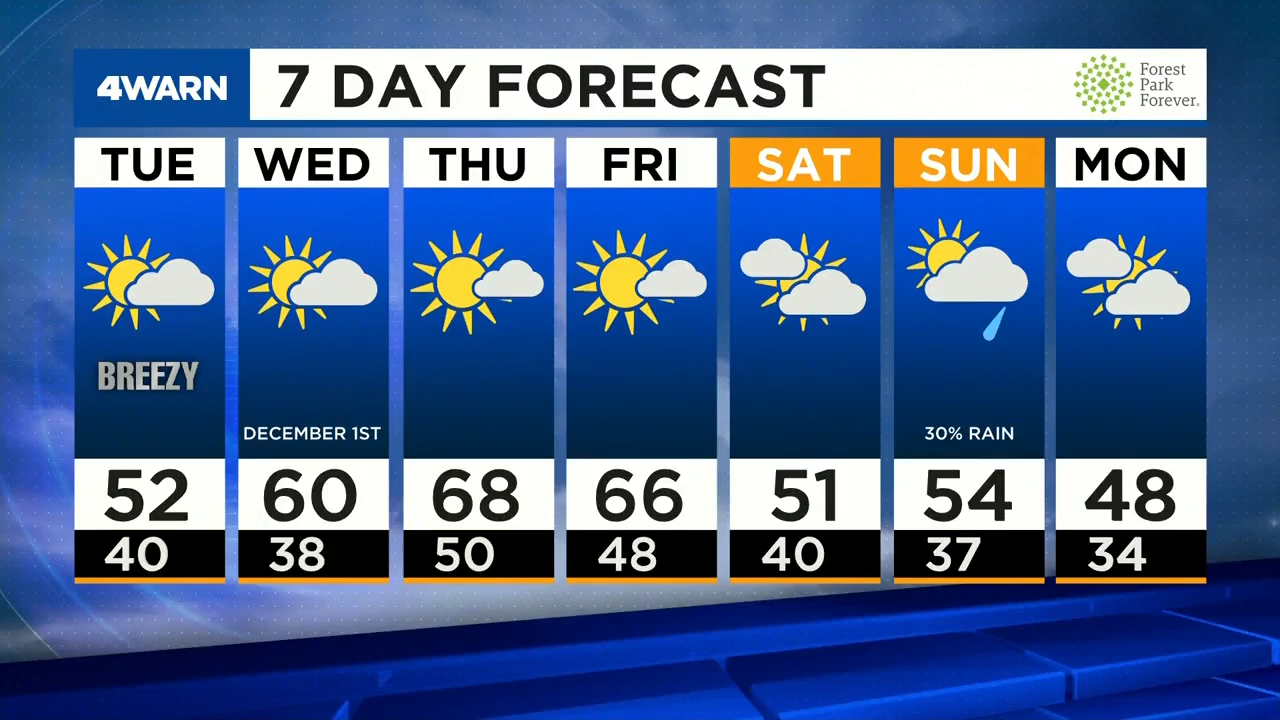 4WARN
7 DAY FORECAST
Forest
Park
Forever.
TUE WED THU FRI SAT SUN MON
BREEZY
DECEMBER 1ST
30% RAIN
52 60 68 66 51 54 48
40 38 50 48 40 37 34